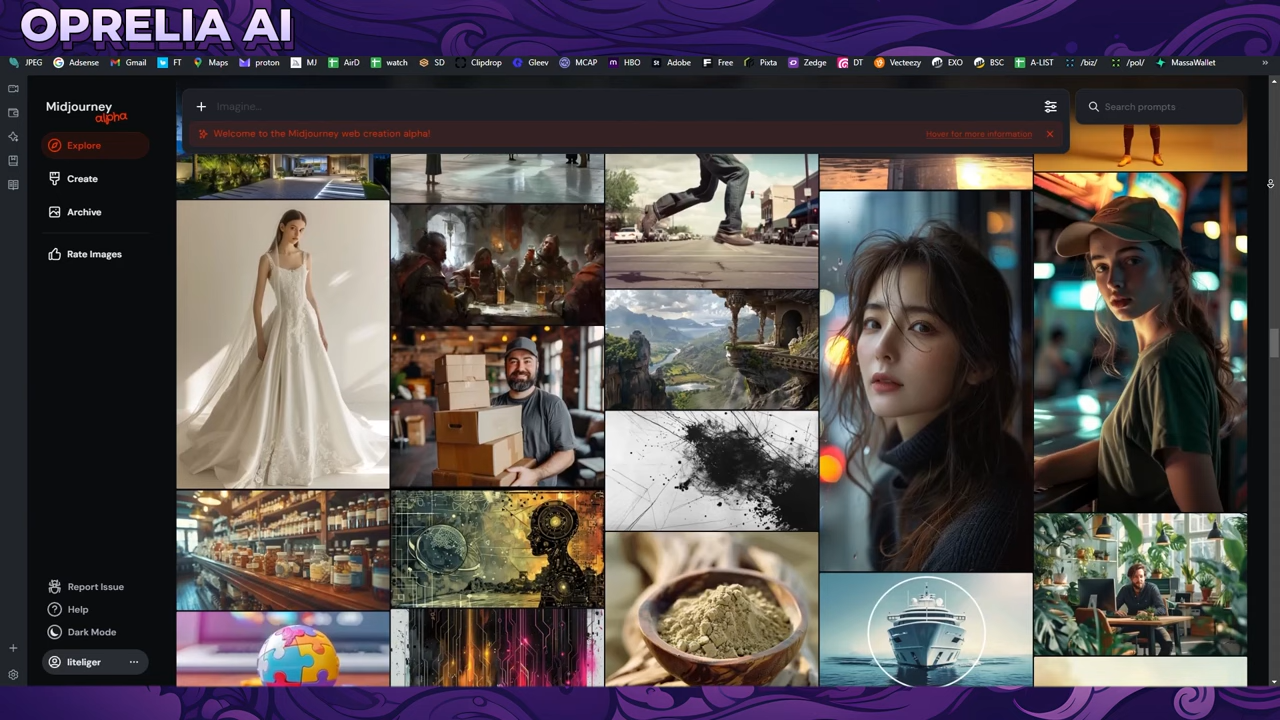 OPRELIA AI
JPEG Adsense Gmail FT Maps proton MJ AirD watch SD Clipdrop Gleev MCAP HBO Adobe Free Pixta Zedge DT Vecteezy EXO BSC A-LIST /biz/ /pol/ MassaWallet »
Midjourney
alpha
Imagine...
Search prompts
Welcome to the Midjourney web creation alpha!
Hover for more information
Explore
Create
Archive
Rate Images
Report Issue
Help
Dark Mode
liteliger